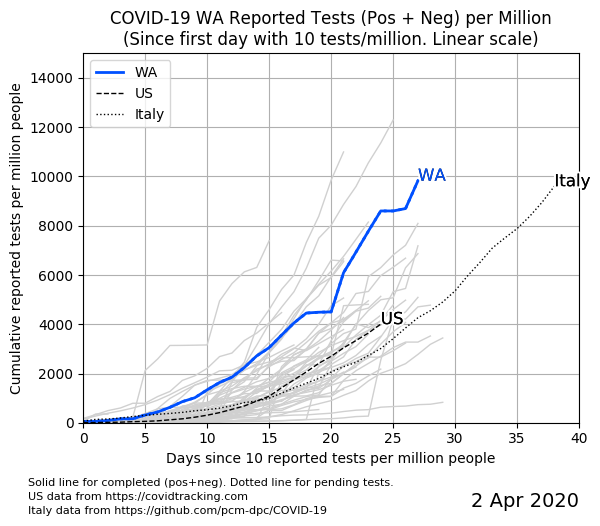 COVID-19 WA Reported Tests (Pos + Neg) per Million
(Since first day with 10 tests/million. Linear scale)
Cumulative reported tests per million people
14000
12000
10000
8000
6000
4000
2000
0
WA
US
Italy
WA
Italy
US
0 5 10 15 20 25 30 35 40
Days since 10 reported tests per million people
Solid line for completed (pos+neg). Dotted line for pending tests.
US data from https://covidtracking.com
Italy data from https://github.com/pcm-dpc/COVID-19
2 Apr 2020